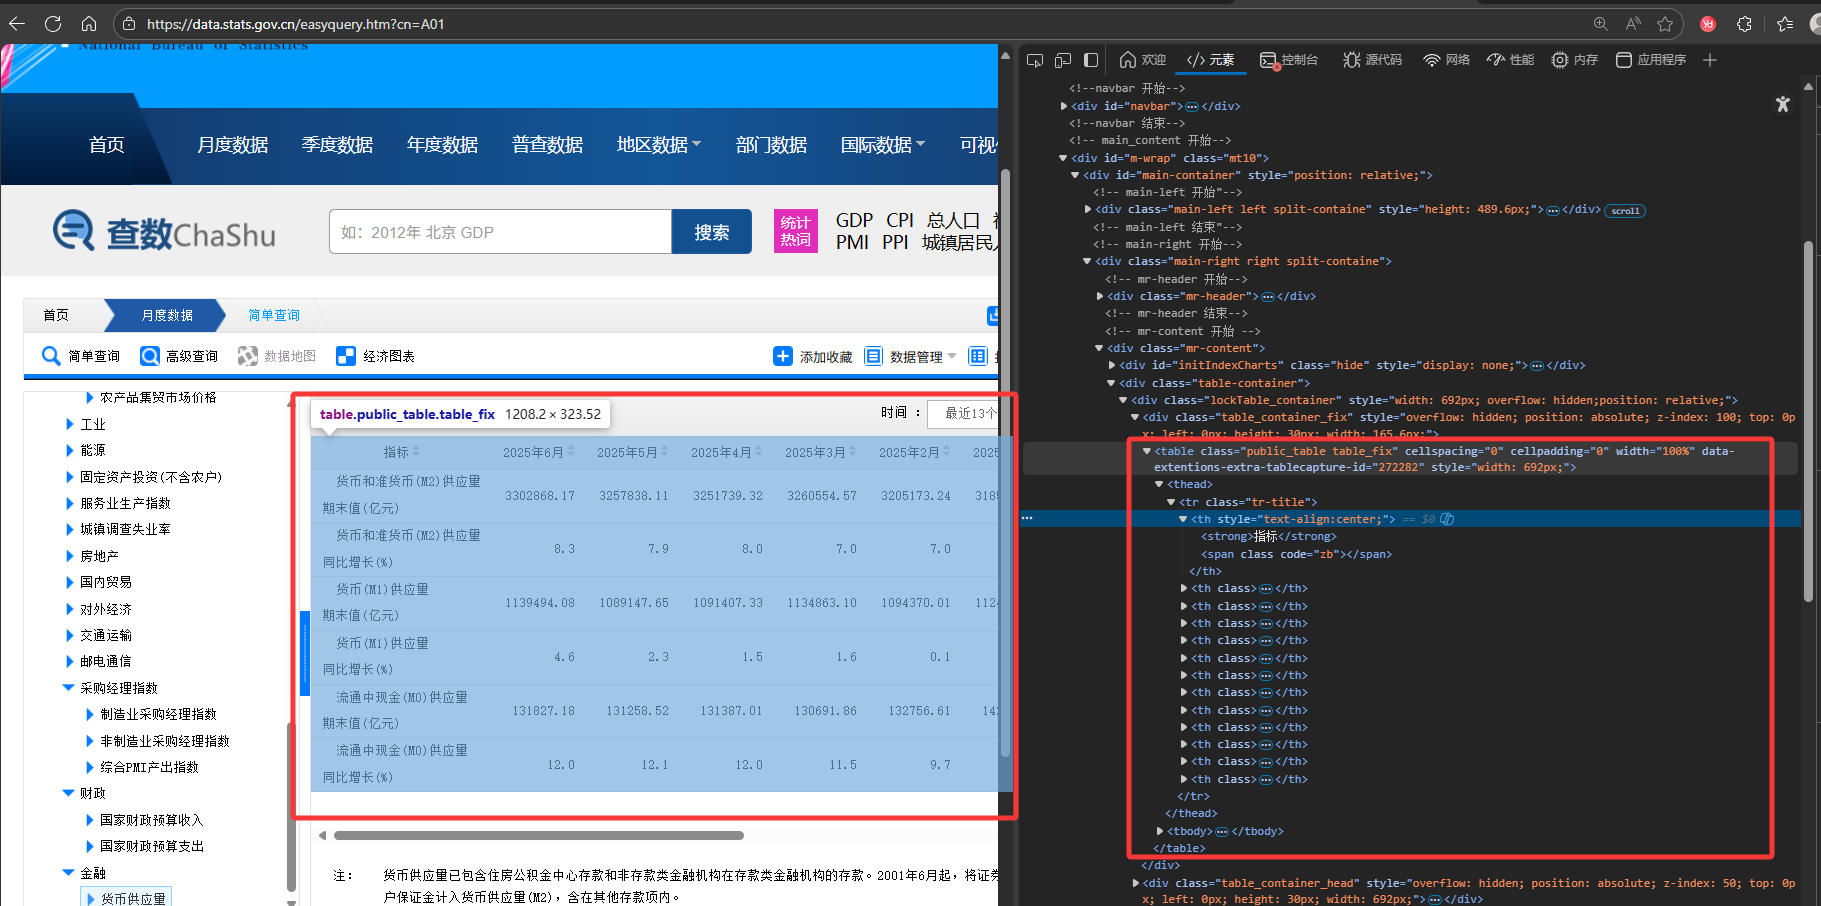 https://data.stats.gov.cn/easyquery.htm?cn=A01
National Bureau of Statistics
首页 月度数据 季度数据 年度数据 普查数据 地区数据 部门数据 国际数据
查数ChaShu
如：2012年 北京 GDP
搜索
统计
热词
GDP CPI 总人口
PMI PPI 城镇居民
首页 月度数据 简单查询
简单查询 高级查询 数据地图 经济图表 添加收藏 数据管理
农产品集贸市场价格
工业
能源
固定资产投资(不含农户)
服务业生产指数
城镇调查失业率
房地产
国内贸易
对外经济
交通运输
邮电通信
采购经理指数
制造业采购经理指数
非制造业采购经理指数
综合PMI产出指数
财政
国家财政预算收入
国家财政预算支出
金融
货币供应量
table.public_table.table_fix 1208.2 × 323.52
时间 ： 最近13个
指标 2025年6月 2025年5月 2025年4月 2025年3月 2025年2月 2025
货币和准货币(M2)供应量
期末值(亿元)
3302868.17 3257838.11 3251739.32 3260554.57 3205173.24 318
货币和准货币(M2)供应量
同比增长(%)
8.3 7.9 8.0 7.0 7.0
货币(M1)供应量
期末值(亿元)
1139494.08 1089147.65 1091407.33 1134863.10 1094370.01 112
货币(M1)供应量
同比增长(%)
4.6 2.3 1.5 1.6 0.1
流通中现金(M0)供应量
期末值(亿元)
131827.18 131258.52 131387.01 130691.86 132756.61 14
流通中现金(M0)供应量
同比增长(%)
12.0 12.1 12.0 11.5 9.7
注： 货币供应量已包含住房公积金中心存款和非存款类金融机构在存款类金融机构的存款。2001年6月起，将证券
户保证金计入货币供应量(M2)，含在其他存款项内。
欢迎 元素 控制台 源代码 网络 性能 内存 应用程序
<!--navbar 开始-->
<div id="navbar">…</div>
<!--navbar 结束-->
<!-- main_content 开始-->
<div id="m-wrap" class="mt10">
<div id="main-container" style="position: relative;">
<!-- main-left 开始"-->
<div class="main-left left split-containe" style="height: 489.6px;">…</div> scroll
<!-- main-left 结束"-->
<!-- main-right 开始-->
<div class="main-right right split-containe">
<!-- mr-header 开始-->
<div class="mr-header">…</div>
<!-- mr-header 结束-->
<!-- mr-content 开始 -->
<div class="mr-content">
<div id="initIndexCharts" class="hide" style="display: none;">…</div>
<div class="table-container">
<div class="lockTable_container" style="width: 692px; overflow: hidden;position: relative;">
<div class="table_container_fix" style="overflow: hidden; position: absolute; z-index: 100; top: 0p
x; left: 0px; height: 30px; width: 165.6px;">
<table class="public_table table_fix" cellspacing="0" cellpadding="0" width="100%" data-
extentions-extra-tablecapture-id="272282" style="width: 692px;">
<thead>
<tr class="tr-title">
<th style="text-align:center;"> == $0
<strong>指标</strong>
<span class code="zb"></span>
</th>
<th class>…</th>
<th class>…</th>
<th class>…</th>
<th class>…</th>
<th class>…</th>
<th class>…</th>
<th class>…</th>
<th class>…</th>
<th class>…</th>
<th class>…</th>
<th class>…</th>
<th class>…</th>
</tr>
</thead>
<tbody>…</tbody>
</table>
</div>
<div class="table_container_head" style="overflow: hidden; position: absolute; z-index: 50; top: 0p
x; left: 0px; height: 30px; width: 692px;">…</div>